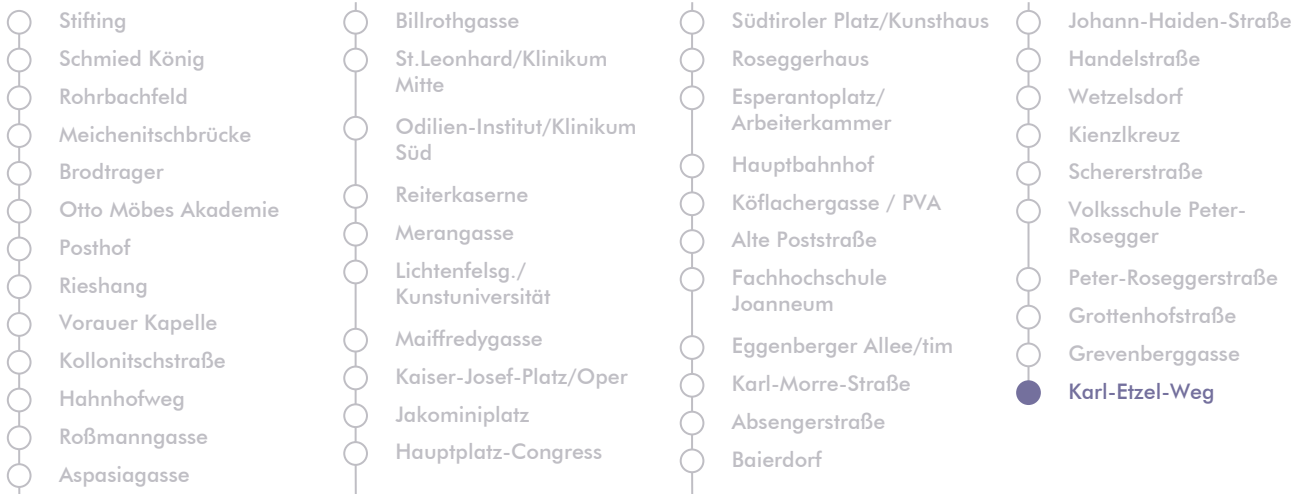 Stifting
Schmied König
Rohrbachfeld
Meichenitschbrücke
Brodtrager
Otto Möbes Akademie
Posthof
Rieshang
Vorauer Kapelle
Kollonitschstraße
Hahnhofweg
Roßmanngasse
Aspasiagasse
Billrothgasse
St.Leonhard/Klinikum
Mitte
Odilien-Institut/Klinikum
Süd
Reiterkaserne
Merangasse
Lichtenfelsg./
Kunstuniversität
Maiffredygasse
Kaiser-Josef-Platz/Oper
Jakominiplatz
Hauptplatz-Congress
Südtiroler Platz/Kunsthaus
Roseggerhaus
Esperantoplatz/
Arbeiterkammer
Hauptbahnhof
Köflachergasse / PVA
Alte Poststraße
Fachhochschule
Joanneum
Eggenberger Allee/tim
Karl-Morre-Straße
Absengerstraße
Baierdorf
Johann-Haiden-Straße
Handelstraße
Wetzelsdorf
Kienzlkreuz
Schererstraße
Volksschule Peter-
Rosegger
Peter-Roseggerstraße
Grottenhofstraße
Grevenberggasse
Karl-Etzel-Weg